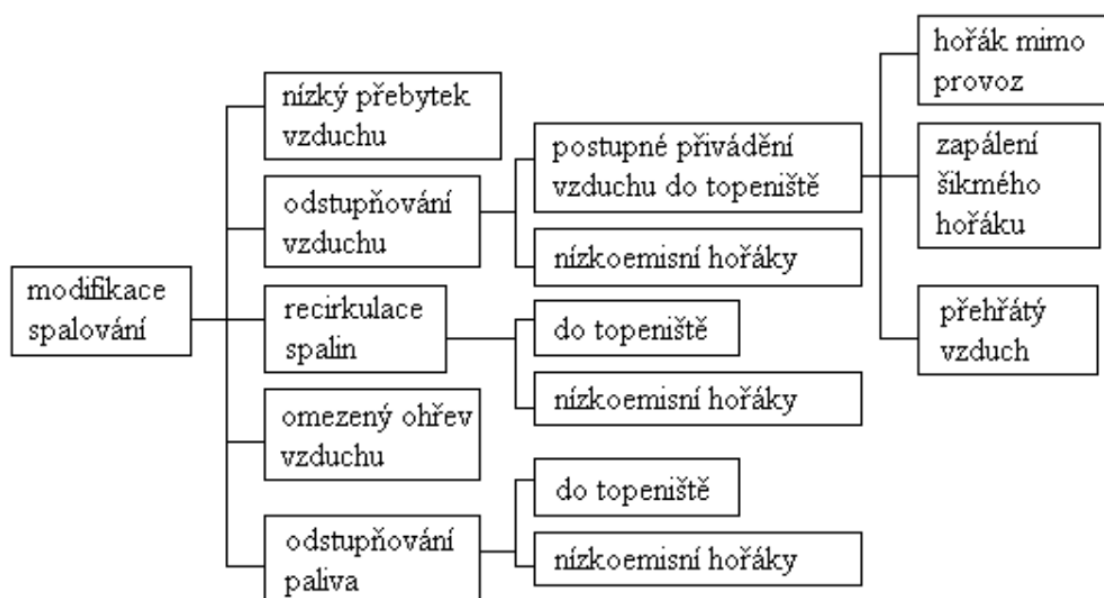 modifikace
spalování
nízký přebytek
vzduchu
odstupňování
vzduchu
postupné přivádění
vzduchu do topeniště
hořák mimo
provoz
zapálení
šikmého
hořáku
přehřátý
vzduch
nízkoemisní hořáky
recirkulace
spalin
do topeniště
nízkoemisní hořáky
omezený ohřev
vzduchu
odstupňování
paliva
do topeniště
nízkoemisní hořáky